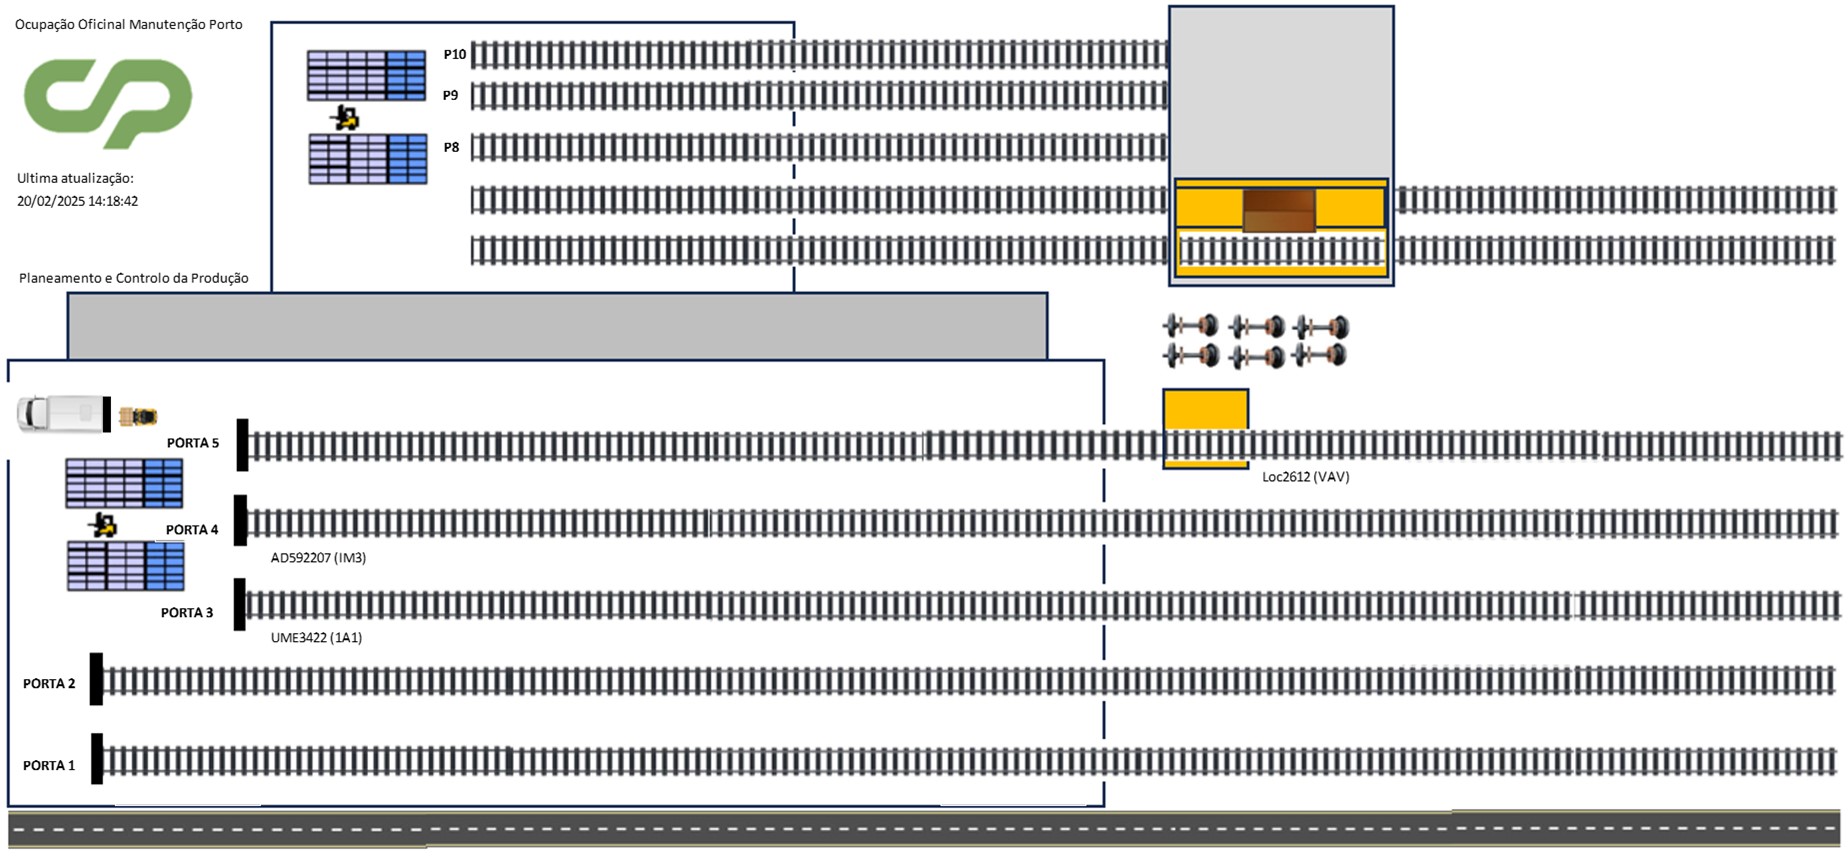 Ocupação Oficinal Manutenção Porto
Ultima atualização:
20/02/2025 14:18:42
Planeamento e Controlo da Produção
P10
P9
P8
PORTA 5
Loc2612 (VAV)
PORTA 4
AD592207 (IM3)
PORTA 3
UME3422 (1A1)
PORTA 2
PORTA 1